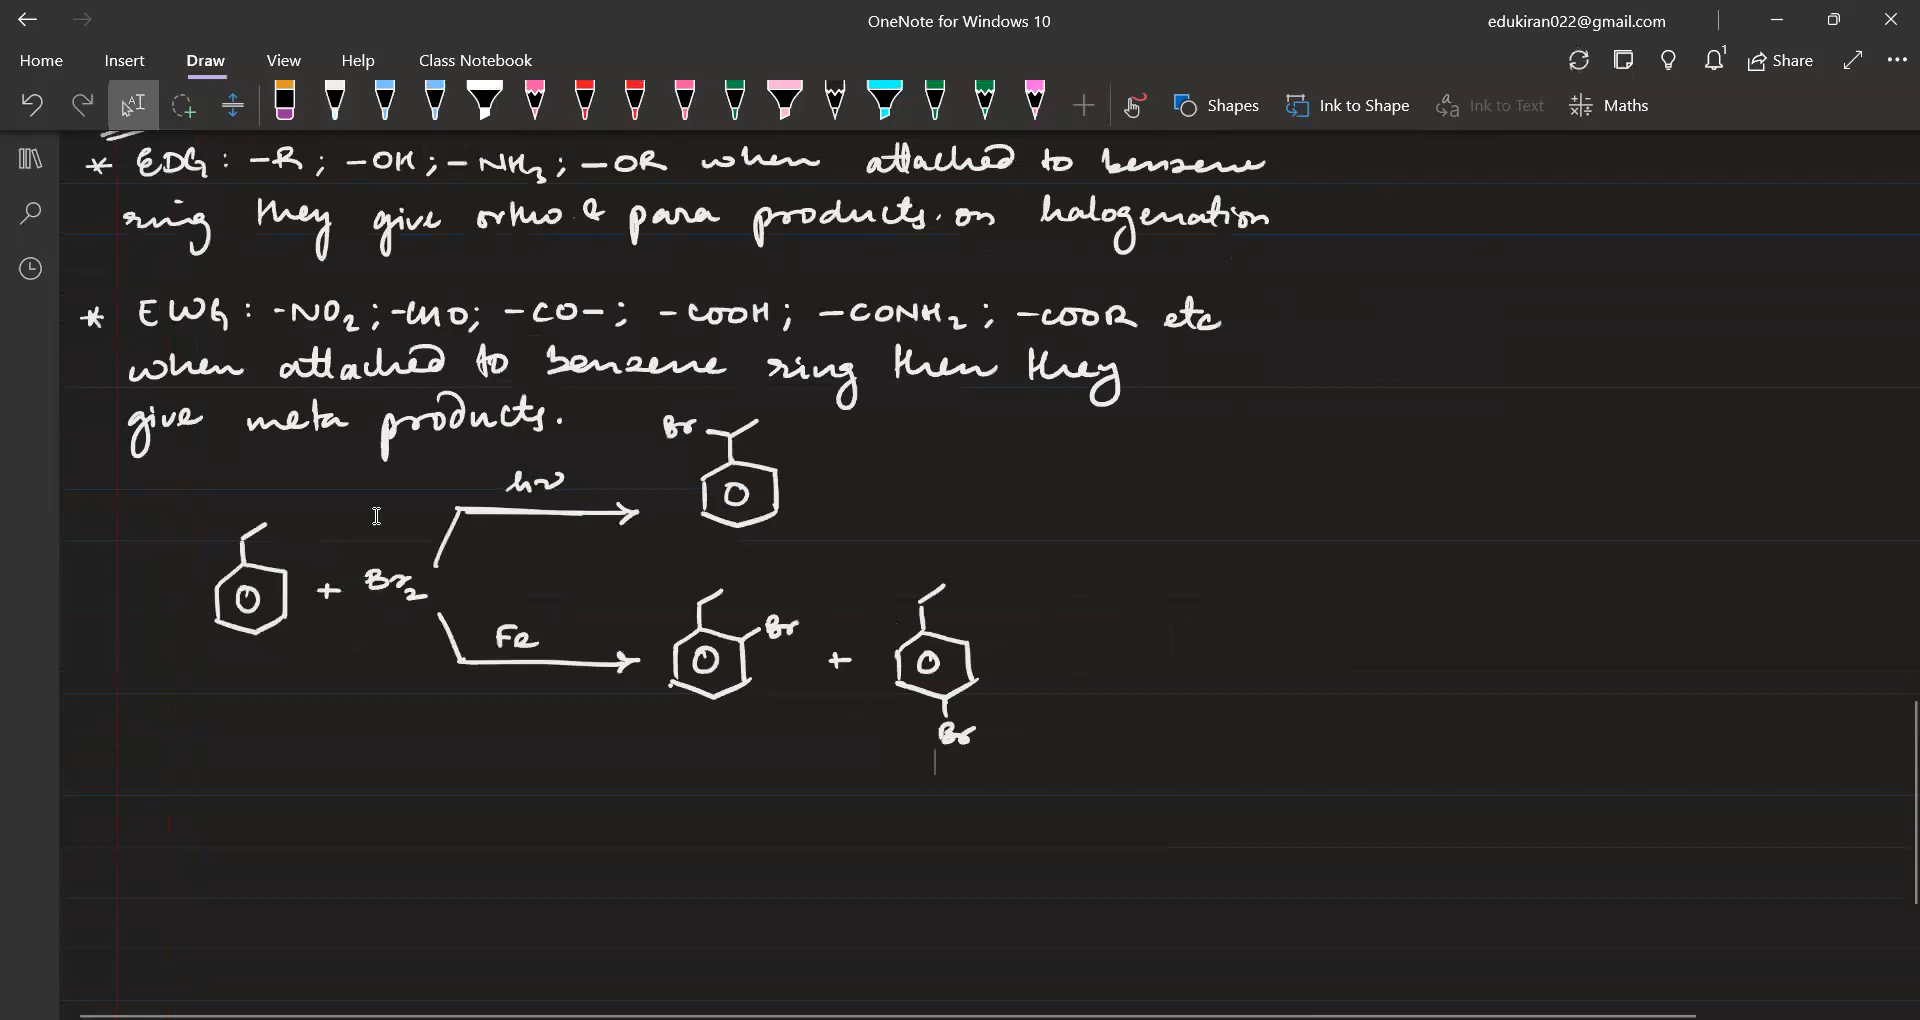 OneNote for Windows 10
edukiran022@gmail.com
Home Insert Draw View Help Class Notebook
1
Share
Shapes Ink to Shape Ink to Text Maths
* EDG : -R ; -OH ; -NH3 ; -OR when attached to benzene
ring they give ortho & para products. on halogenation
* EWG : -NO2 ; -CHO ; -CO- ; -COOH ; -CONH2 ; -COOR etc
when attached to benzene ring then they
give meta products.
Br
hν
+ Br2
Fe
Br
+
Br